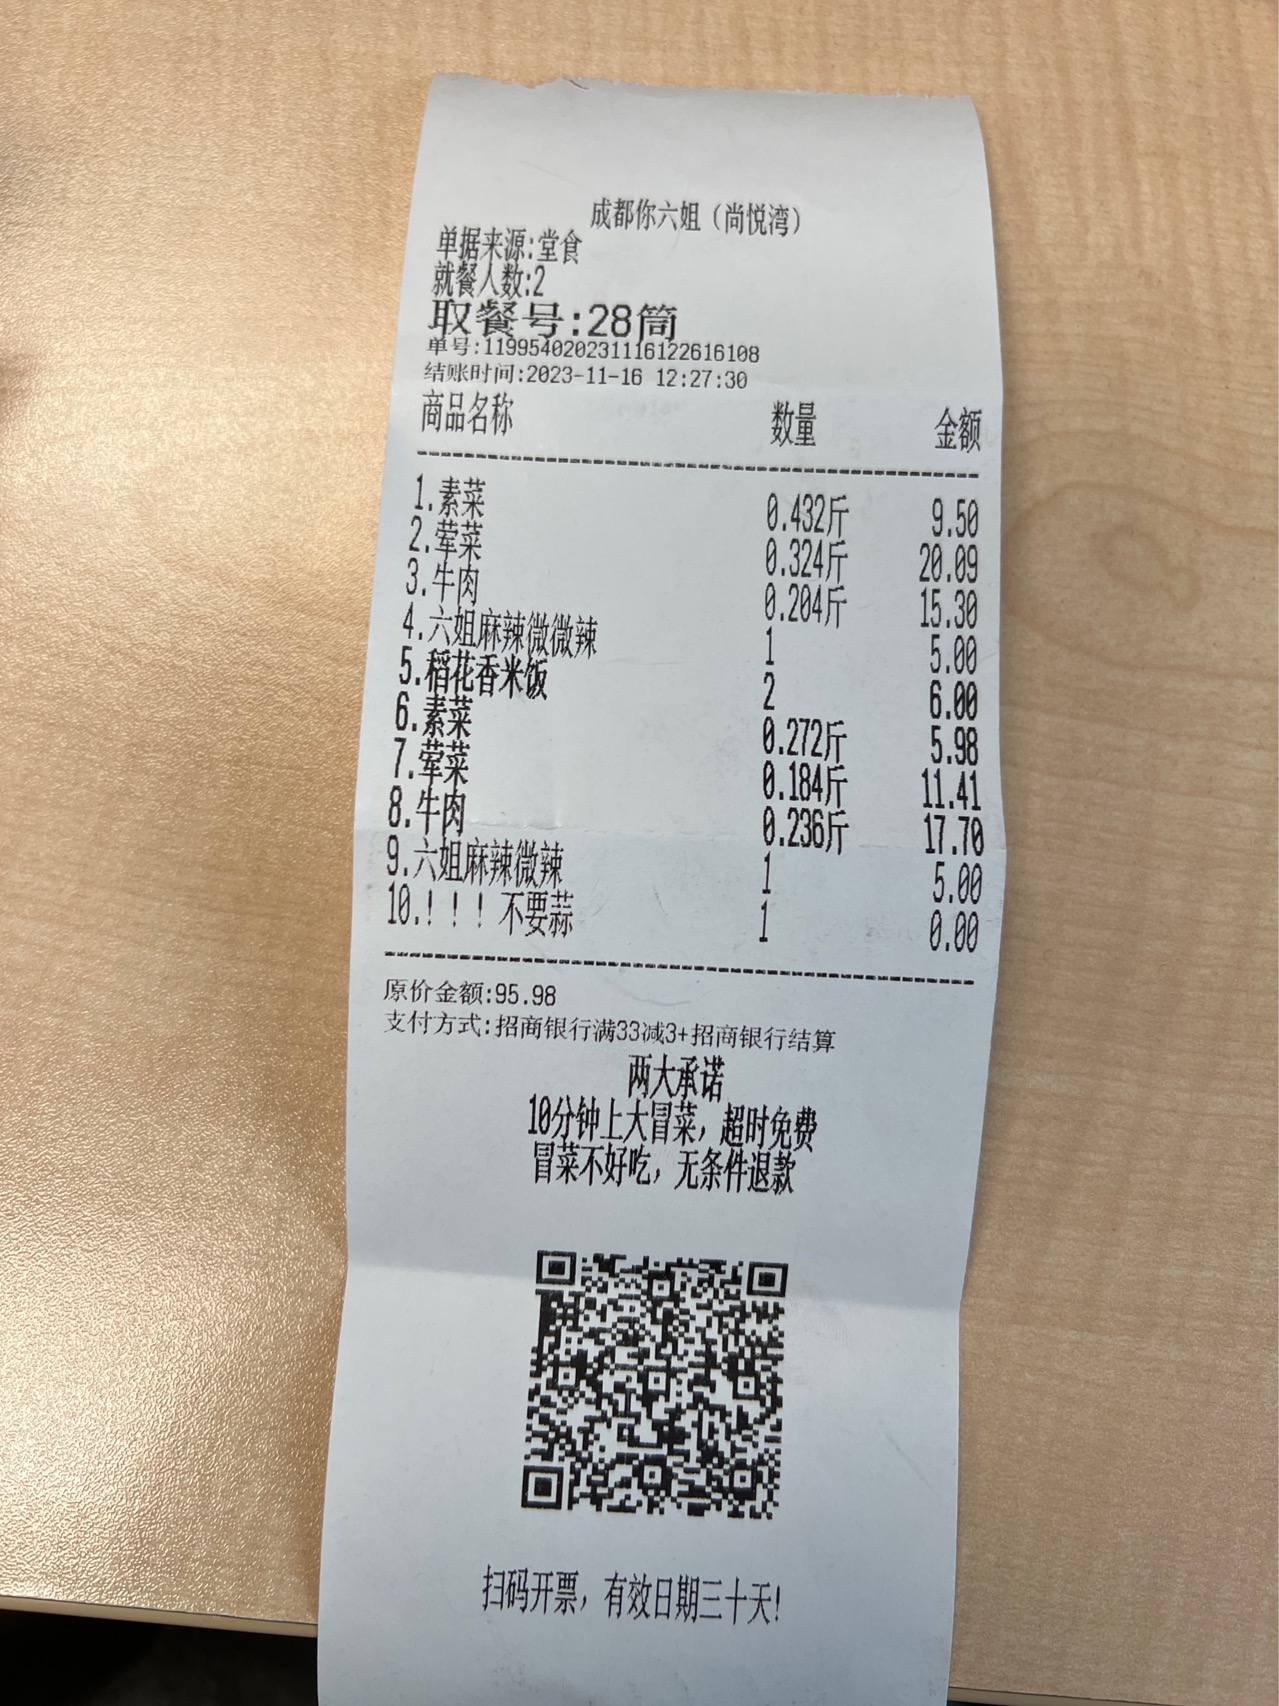 成都你六姐（尚悦湾）
单据来源:堂食
就餐人数:2
取餐号:28筒
单号:119954020231116122616108
结账时间:2023-11-16 12:27:30
商品名称 数量 金额
1.素菜 0.432斤 9.50
2.荤菜 0.324斤 20.09
3.牛肉 0.204斤 15.30
4.六姐麻辣微微辣 1 5.00
5.稻花香米饭 2 6.00
6.素菜 0.272斤 5.98
7.荤菜 0.184斤 11.41
8.牛肉 0.236斤 17.70
9.六姐麻辣微辣 1 5.00
10.！！！不要蒜 1 0.00
原价金额:95.98
支付方式:招商银行满33减3+招商银行结算
两大承诺
10分钟上大冒菜，超时免费
冒菜不好吃，无条件退款
扫码开票，有效日期三十天!